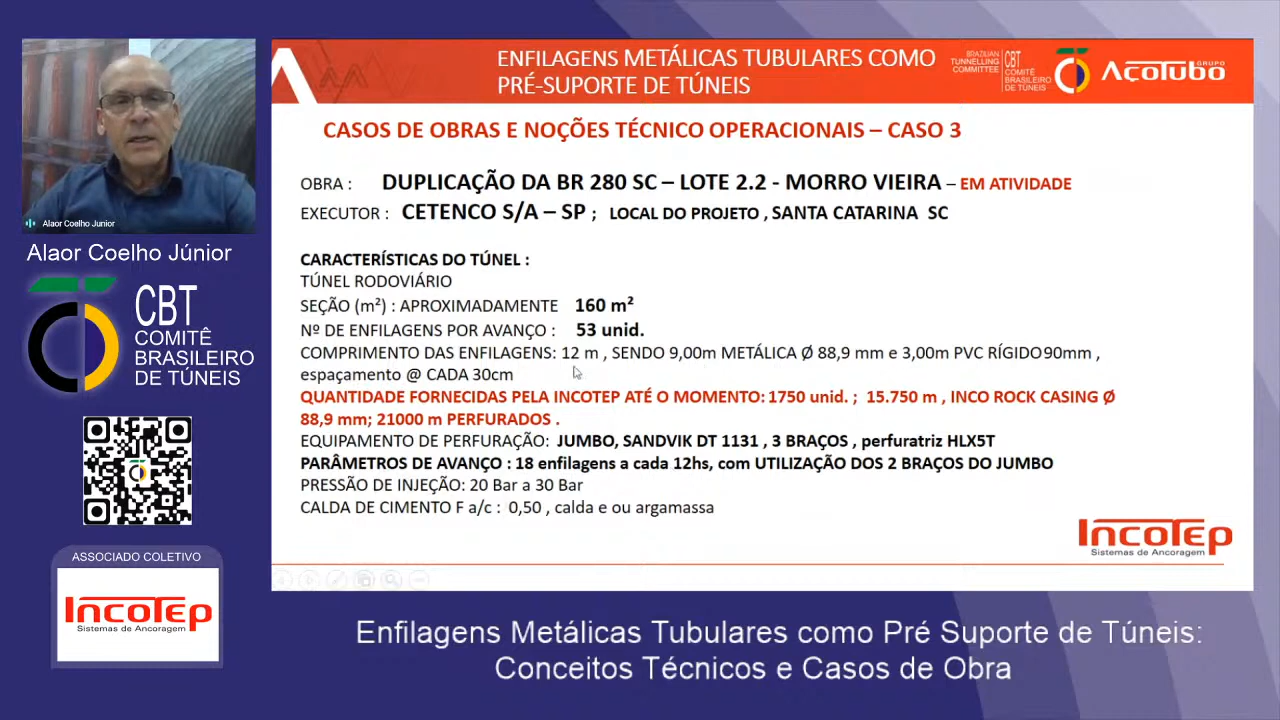 ENFILAGENS METÁLICAS TUBULARES COMO
PRÉ-SUPORTE DE TÚNEIS
BRAZILIAN
TUNNELLING
COMMITTEE
CBT
COMITÊ
BRASILEIRO
DE TÚNEIS
GRUPO
AÇOTUBO
CASOS DE OBRAS E NOÇÕES TÉCNICO OPERACIONAIS – CASO 3
OBRA : DUPLICAÇÃO DA BR 280 SC – LOTE 2.2 - MORRO VIEIRA – EM ATIVIDADE
EXECUTOR : CETENCO S/A – SP ; LOCAL DO PROJETO , SANTA CATARINA SC
CARACTERÍSTICAS DO TÚNEL :
TÚNEL RODOVIÁRIO
SEÇÃO (m²) : APROXIMADAMENTE 160 m²
Nº DE ENFILAGENS POR AVANÇO : 53 unid.
COMPRIMENTO DAS ENFILAGENS: 12 m , SENDO 9,00m METÁLICA Ø 88,9 mm e 3,00m PVC RÍGIDO90mm ,
espaçamento @ CADA 30cm
QUANTIDADE FORNECIDAS PELA INCOTEP ATÉ O MOMENTO: 1750 unid. ; 15.750 m , INCO ROCK CASING Ø
88,9 mm; 21000 m PERFURADOS .
EQUIPAMENTO DE PERFURAÇÃO: JUMBO, SANDVIK DT 1131 , 3 BRAÇOS , perfuratriz HLX5T
PARÂMETROS DE AVANÇO : 18 enfilagens a cada 12hs, com UTILIZAÇÃO DOS 2 BRAÇOS DO JUMBO
PRESSÃO DE INJEÇÃO: 20 Bar a 30 Bar
CALDA DE CIMENTO F a/c : 0,50 , calda e ou argamassa
INCOTEP
Sistemas de Ancoragem
Alaor Coelho Junior
Alaor Coelho Júnior
CBT
COMITÊ
BRASILEIRO
DE TÚNEIS
ASSOCIADO COLETIVO
INCOTEP
Sistemas de Ancoragem
Enfilagens Metálicas Tubulares como Pré Suporte de Túneis:
Conceitos Técnicos e Casos de Obra